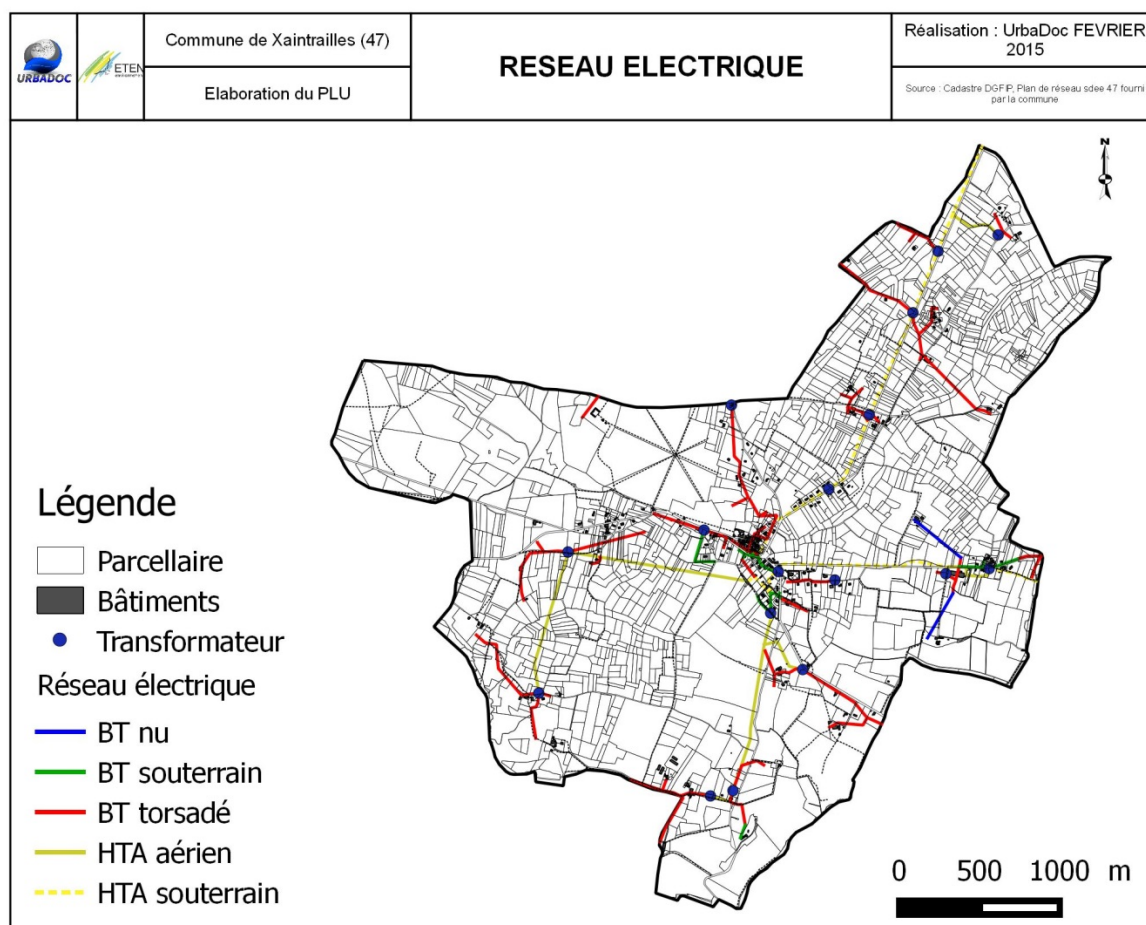 URBADOC
ETEN
Commune de Xaintrailles (47)
Elaboration du PLU
RESEAU ELECTRIQUE
Réalisation : UrbaDoc FEVRIER
2015
Source : Cadastre DGFIP, Plan de réseau sdee 47 fourni
par la commune
N
Légende
Parcellaire
Bâtiments
Transformateur
Réseau électrique
BT nu
BT souterrain
BT torsadé
HTA aérien
HTA souterrain
0 500 1000 m